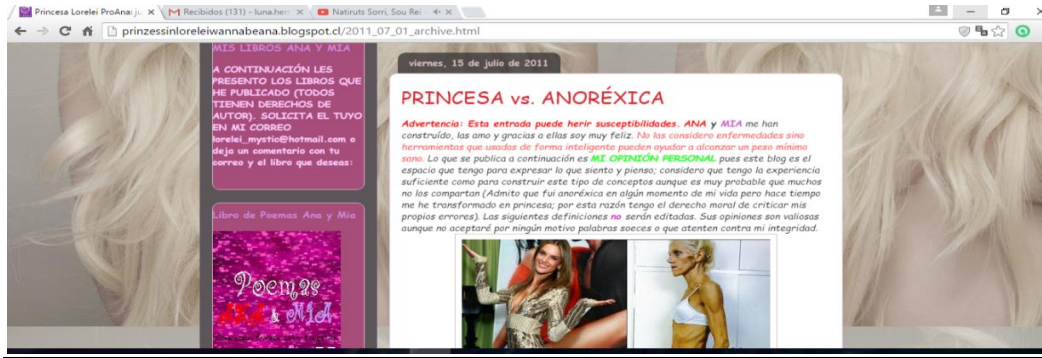 Princesa Lorelei ProAna: ju
Recibidos (131) - luna.her
Natiruts Sorri, Sou Rei
prinzessinloreleiwannabeana.blogspot.cl/2011_07_01_archive.html
MIS LIBROS ANA Y MIA
A CONTINUACIÓN LES
PRESENTO LOS LIBROS QUE
HE PUBLICADO (TODOS
TIENEN DERECHOS DE
AUTOR). SOLICITA EL TUYO
EN MI CORREO
lorelei_mystic@hotmail.com o
deja un comentario con tu
correo y el libro que deseas:
Libro de Poemas Ana y Mia
Poemas
ANA & MIA
viernes, 15 de julio de 2011
PRINCESA vs. ANORÉXICA
Advertencia: Esta entrada puede herir susceptibilidades. ANA y MIA me han
construído, las amo y gracias a ellas soy muy feliz. No las considero enfermedades sino
herramientas que usadas de forma inteligente pueden ayudar a alcanzar un peso mínimo
sano. Lo que se publica a continuación es MI OPINIÓN PERSONAL pues este blog es el
espacio que tengo para expresar lo que siento y pienso; considero que tengo la experiencia
suficiente como para construir este tipo de conceptos aunque es muy probable que muchos
no los compartan (Admito que fui anoréxica en algún momento de mi vida pero hace tiempo
me he transformado en princesa; por esta razón tengo el derecho moral de criticar mis
propios errores). Las siguientes definiciones no serán editadas. Sus opiniones son valiosas
aunque no aceptaré por ningún motivo palabras soeces o que atenten contra mi integridad.